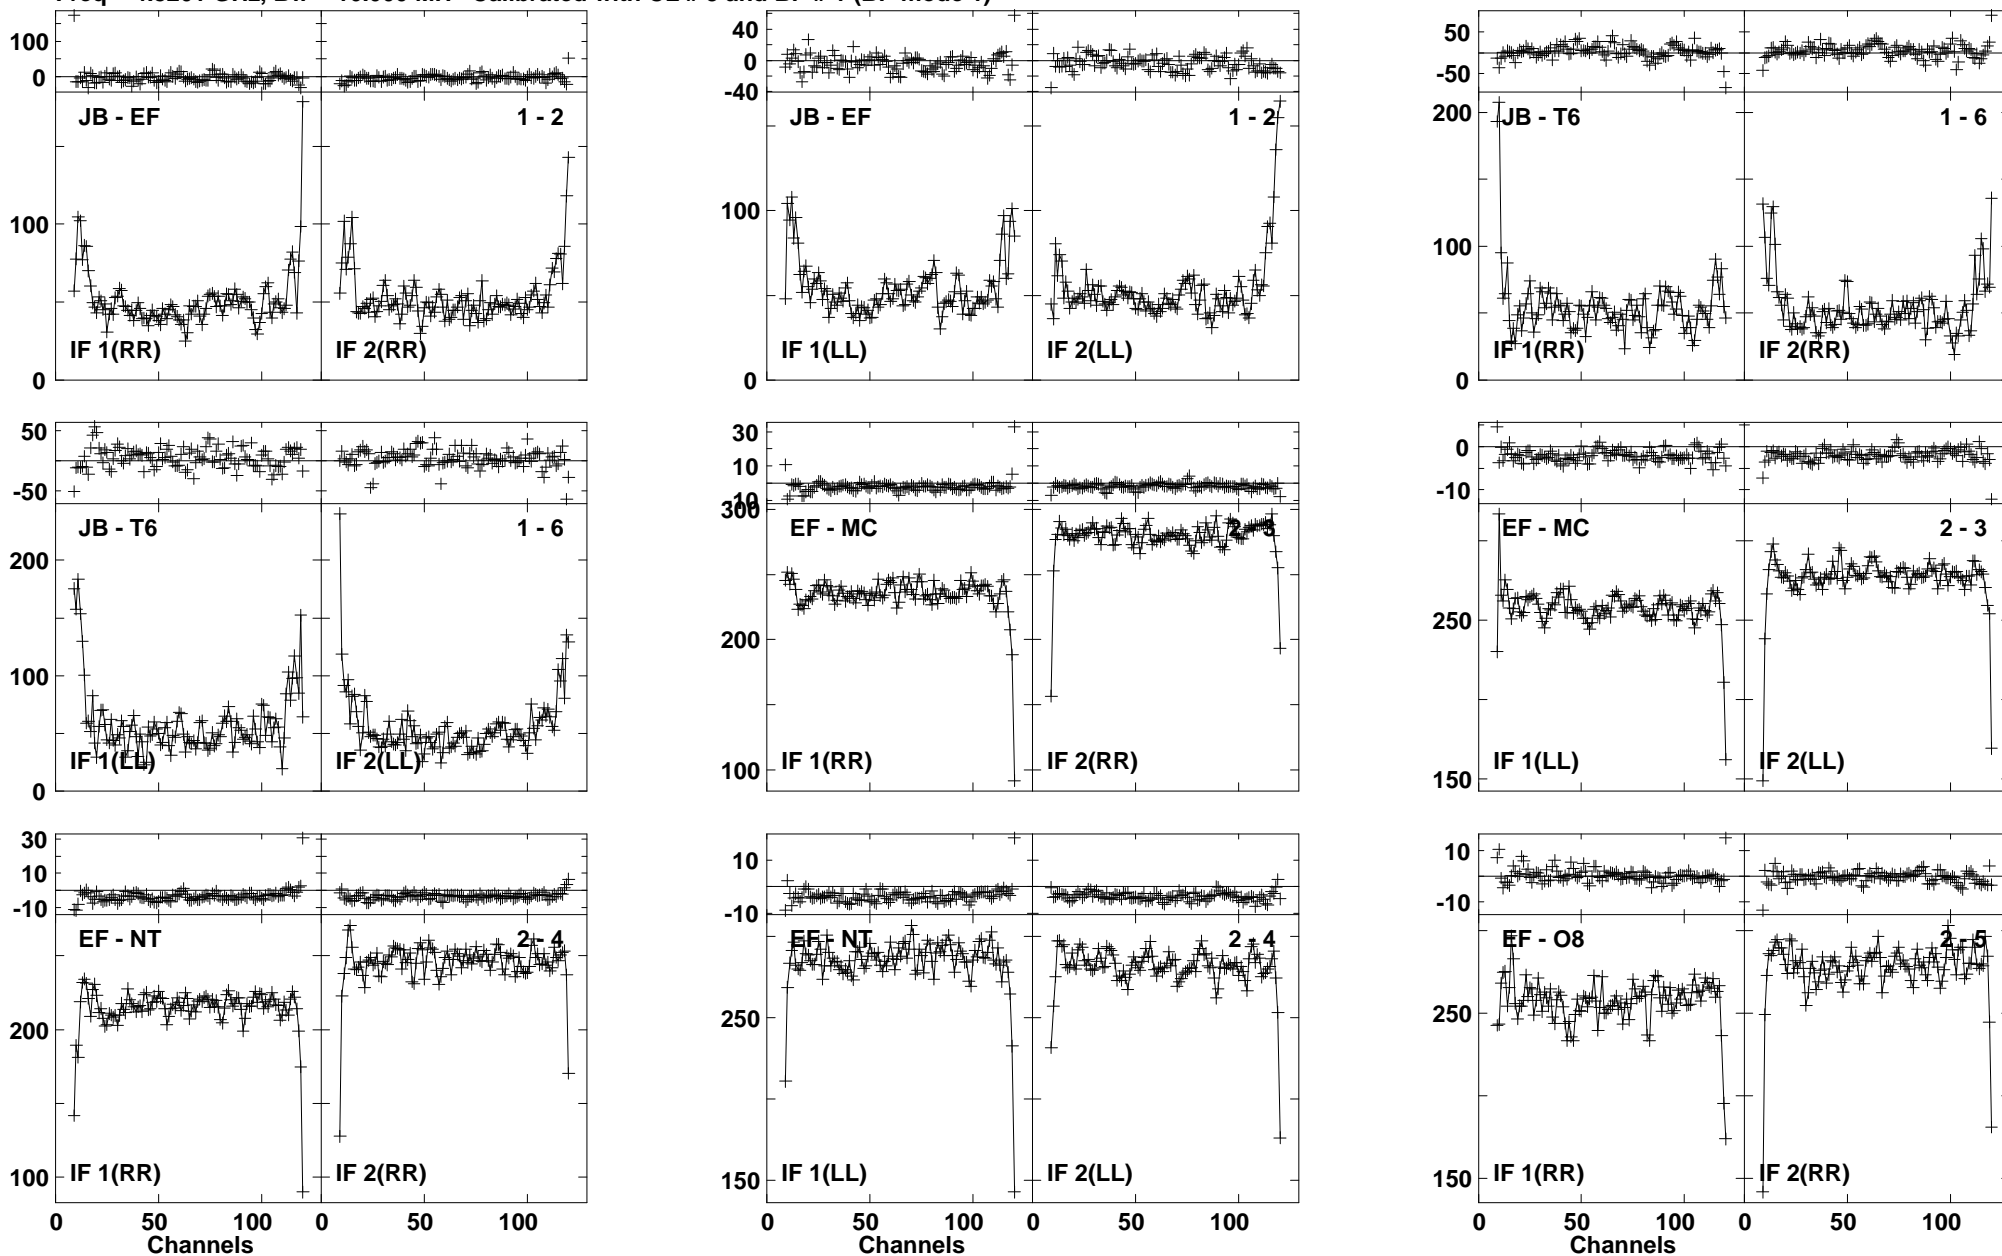 100
0
JB - EF
1 - 2
100
IF 1(RR)
IF 2(RR)
0
40
0
-40
JB - EF
1 - 2
100
IF 1(LL)
IF 2(LL)
0
50
-50
200
JB - T6
1 - 6
100
IF 1(RR)
IF 2(RR)
0
50
-50
JB - T6
1 - 6
200
100
IF 1(LL)
IF 2(LL)
0
30
10
-10
300
EF - MC
2 - 3
200
IF 1(RR)
IF 2(RR)
100
0
-10
EF - MC
2 - 3
250
IF 1(LL)
IF 2(LL)
150
30
10
-10
EF - NT
2 - 4
200
IF 1(RR)
IF 2(RR)
100
0 50 100 0 50 100
Channels
10
-10
EF - NT
2 - 4
250
IF 1(LL)
IF 2(LL)
150
0 50 100 0 50 100
Channels
10
-10
EF - O8
2 - 5
250
IF 1(RR)
IF 2(RR)
150
0 50 100 0 50 100
Channels